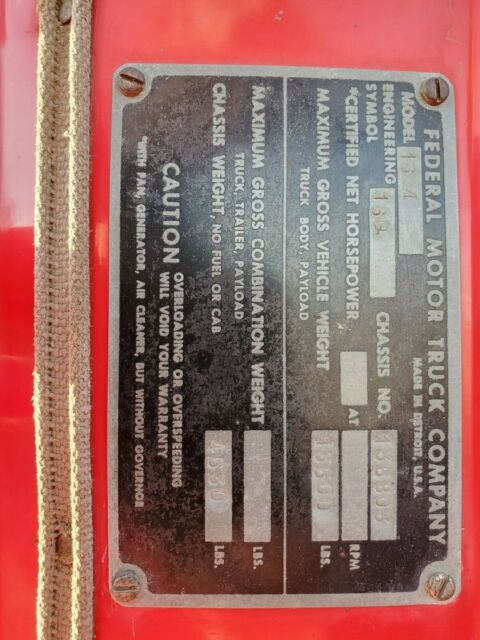 FEDERAL MOTOR TRUCK COMPANY
MADE IN DETROIT, U.S.A.
MODEL 16-4
ENGINEERING SYMBOL CHASSIS NO.
*CERTIFIED NET HORSEPOWER AT RPM
MAXIMUM GROSS VEHICLE WEIGHT LBS.
TRUCK, BODY, PAYLOAD
MAXIMUM GROSS COMBINATION WEIGHT LBS.
TRUCK, TRAILER, PAYLOAD
CHASSIS WEIGHT, NO FUEL OR CAB LBS.
CAUTION OVERLOADING OR OVERSPEEDING
WILL VOID YOUR WARRANTY
*WITH FAN, GENERATOR, AIR CLEANER, BUT WITHOUT GOVERNOR